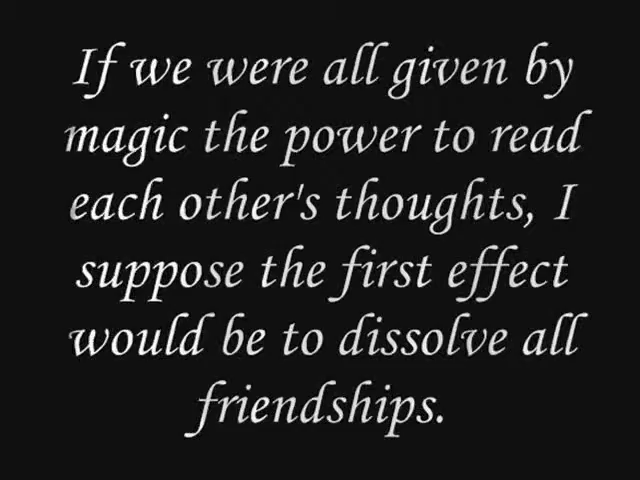 If we were all given by
magic the power to read
each other's thoughts, I
suppose the first effect
would be to dissolve all
friendships.